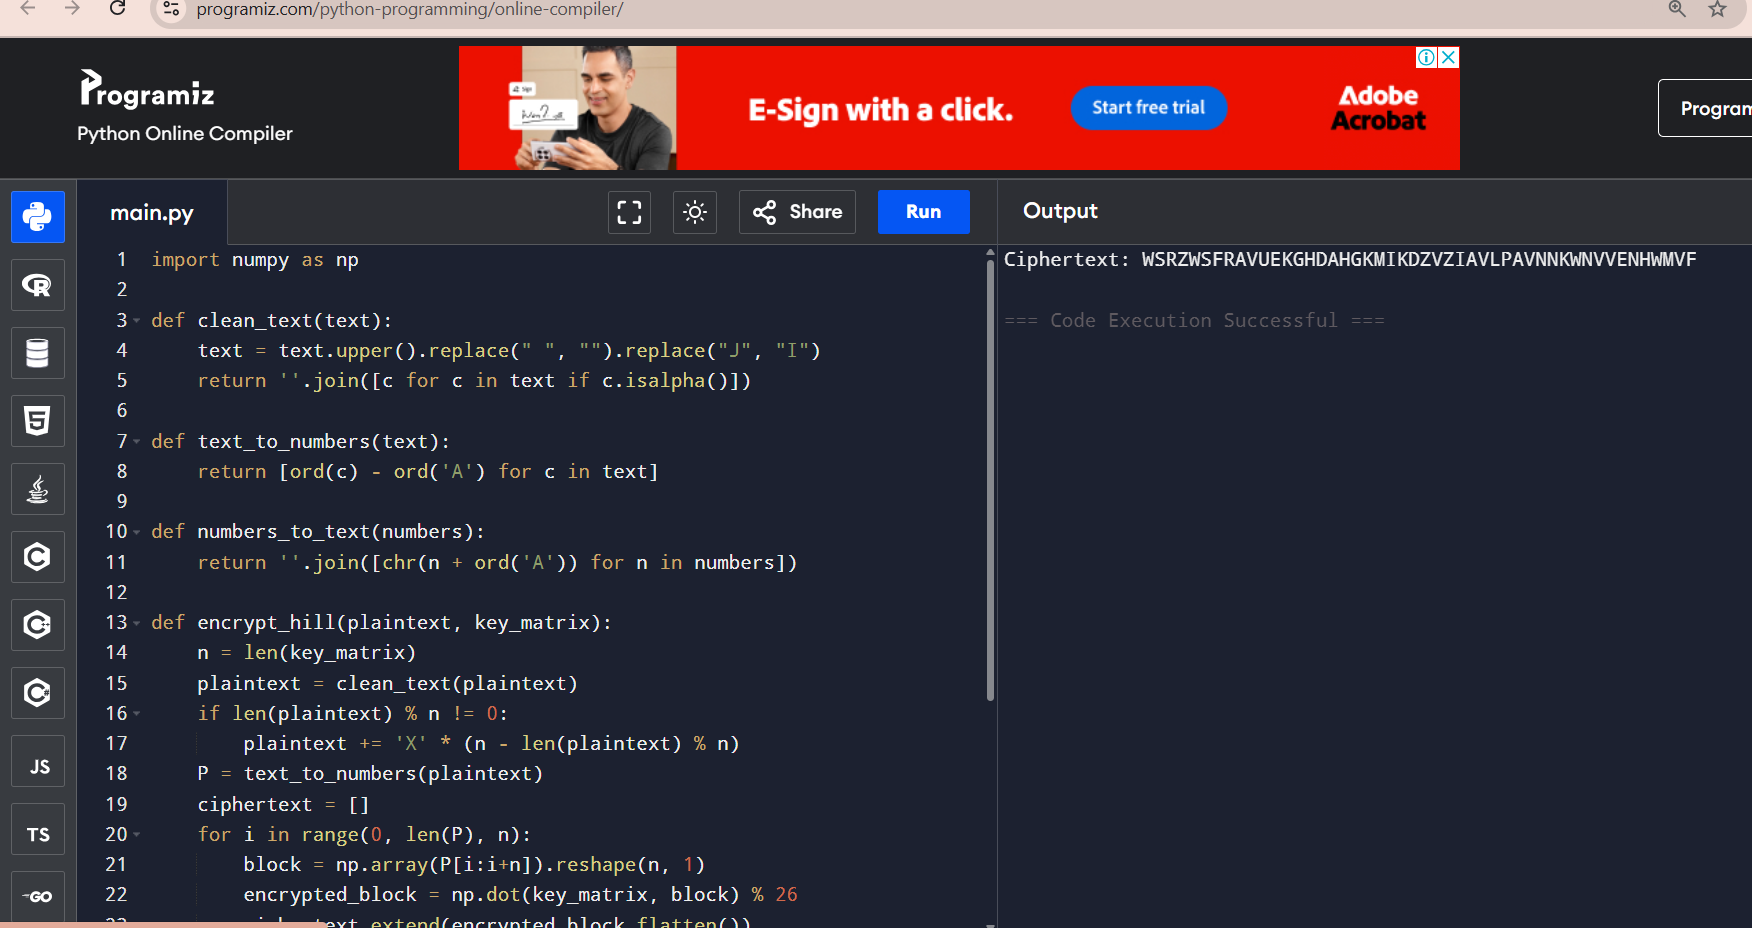 programiz.com/python-programming/online-compiler/
Programiz
Python Online Compiler
E-Sign with a click.
Start free trial
Adobe
Acrobat
Program
main.py
Share
Run
Output
1 import numpy as np
2
3 def clean_text(text):
4 text = text.upper().replace(" ", "").replace("J", "I")
5 return ''.join([c for c in text if c.isalpha()])
6
7 def text_to_numbers(text):
8 return [ord(c) - ord('A') for c in text]
9
10 def numbers_to_text(numbers):
11 return ''.join([chr(n + ord('A')) for n in numbers])
12
13 def encrypt_hill(plaintext, key_matrix):
14 n = len(key_matrix)
15 plaintext = clean_text(plaintext)
16 if len(plaintext) % n != 0:
17 plaintext += 'X' * (n - len(plaintext) % n)
18 P = text_to_numbers(plaintext)
19 ciphertext = []
20 for i in range(0, len(P), n):
21 block = np.array(P[i:i+n]).reshape(n, 1)
22 encrypted_block = np.dot(key_matrix, block) % 26
23 ciphertext.extend(encrypted_block.flatten())
Ciphertext: WSRZWSFRAVUEKGHDAHGKMIKDZVZIAVLPAVNNKWNVVENHWMVF
=== Code Execution Successful ===
R
5
C
C
C#
JS
TS
GO